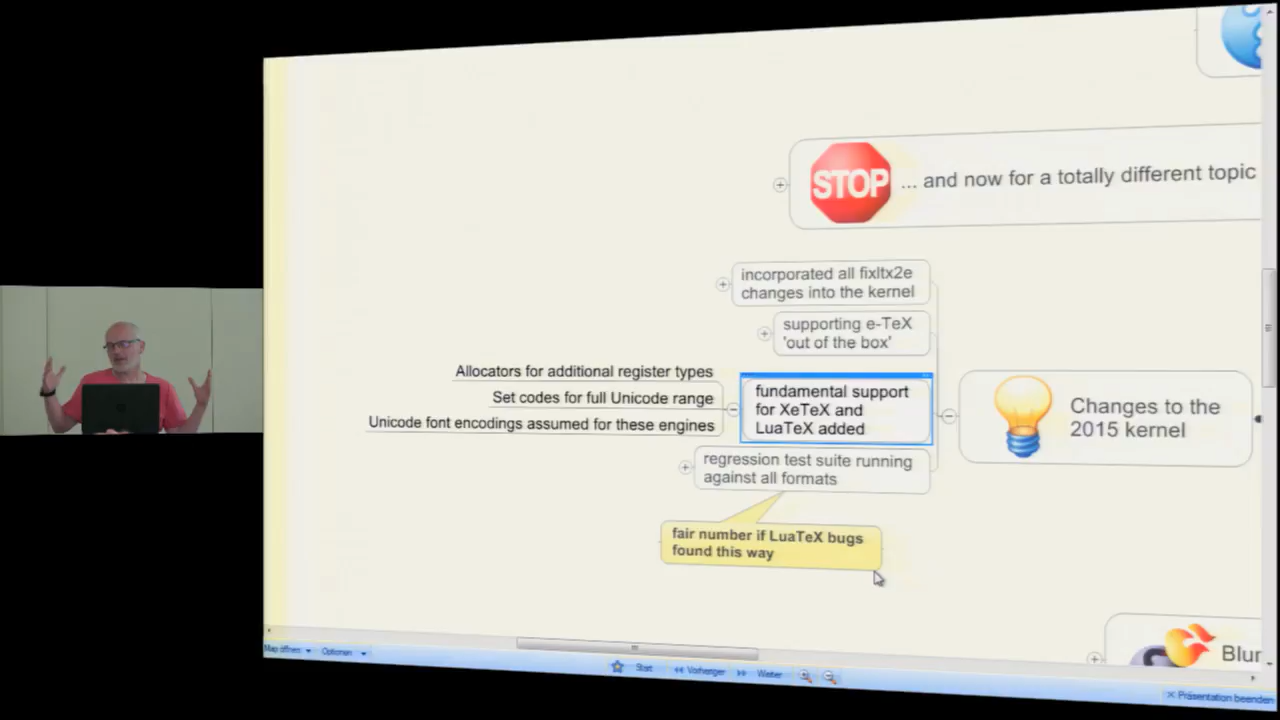 STOP
... and now for a totally different topic
incorporated all fixltx2e
changes into the kernel
supporting e-TeX
'out of the box'
Allocators for additional register types
Set codes for full Unicode range
Unicode font encodings assumed for these engines
fundamental support
for XeTeX and
LuaTeX added
Changes to the
2015 kernel
regression test suite running
against all formats
fair number if LuaTeX bugs
found this way
Blur
Map öffnen
Optionen
Start
Vorheriger
Weiter
Präsentation beenden